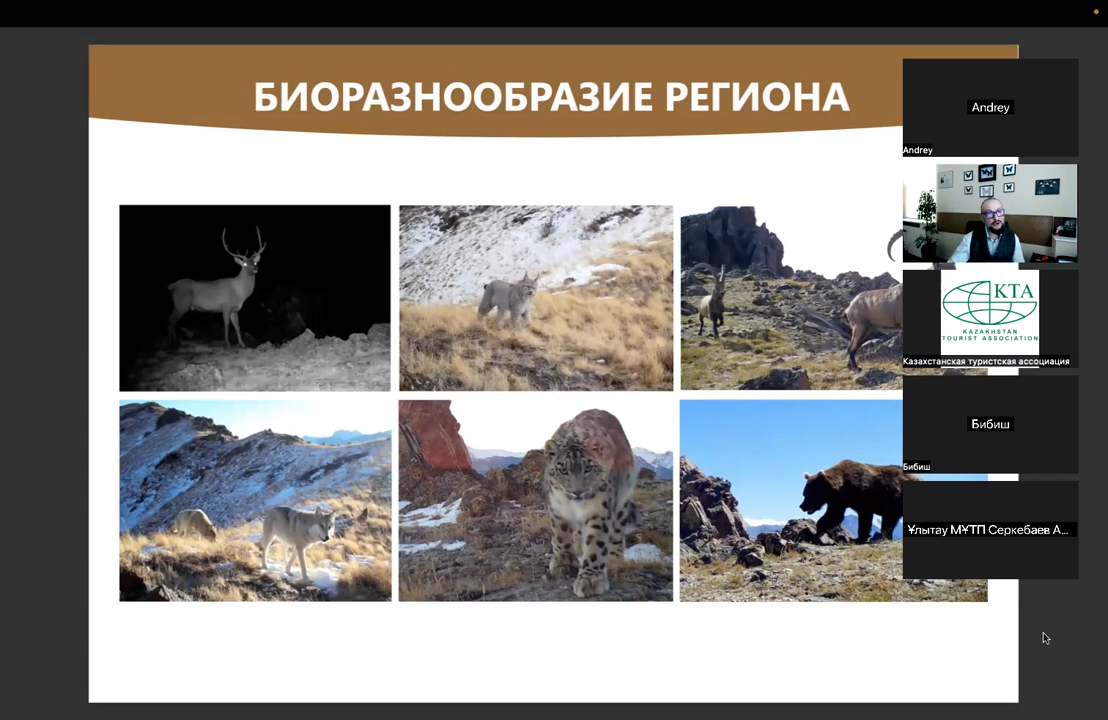 БИОРАЗНООБРАЗИЕ РЕГИОНА
Andrey
Andrey
KTA
KAZAKHSTAN
TOURIST ASSOCIATION
Казахстанская туристская ассоциация
Бибиш
Бибиш
Ұлытау МҰТП Серкебаев А...